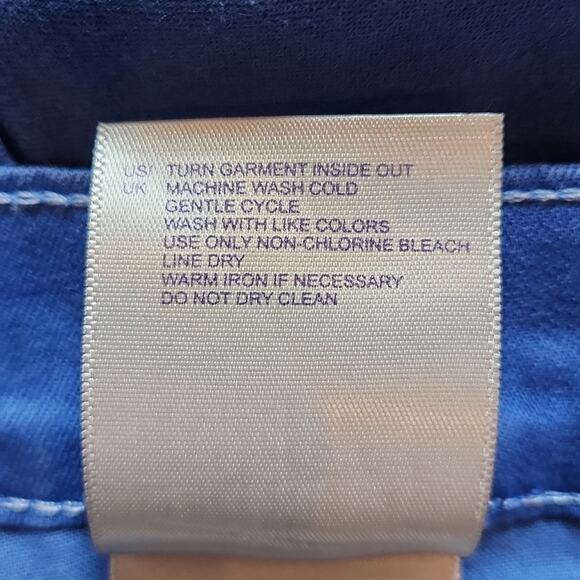 US/ TURN GARMENT INSIDE OUT
UK MACHINE WASH COLD
GENTLE CYCLE
WASH WITH LIKE COLORS
USE ONLY NON-CHLORINE BLEACH
LINE DRY
WARM IRON IF NECESSARY
DO NOT DRY CLEAN